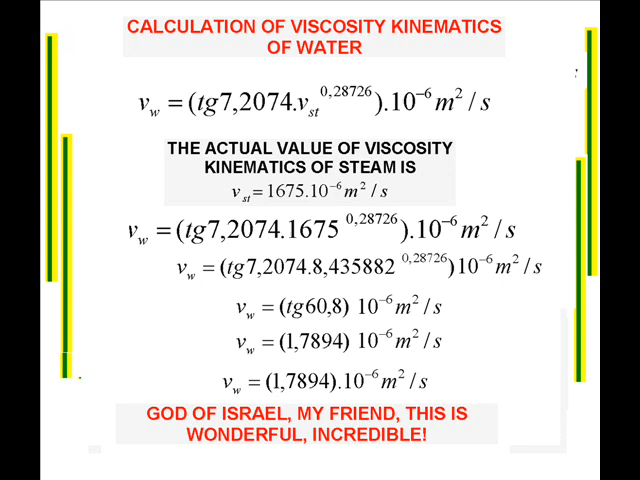 CALCULATION OF VISCOSITY KINEMATICS
OF WATER
v_w = (tg7,2074.v_st^0,28726).10^−6 m^2 / s
THE ACTUAL VALUE OF VISCOSITY
KINEMATICS OF STEAM IS
v_st = 1675.10^−6 m^2 / s
v_w = (tg7,2074.1675^0,28726).10^−6 m^2 / s
v_w = (tg7,2074.8,435882^0,28726)10^−6 m^2 / s
v_w = (tg60,8) 10^−6 m^2 / s
v_w = (1,7894) 10^−6 m^2 / s
v_w = (1,7894).10^−6 m^2 / s
GOD OF ISRAEL, MY FRIEND, THIS IS
WONDERFUL, INCREDIBLE!